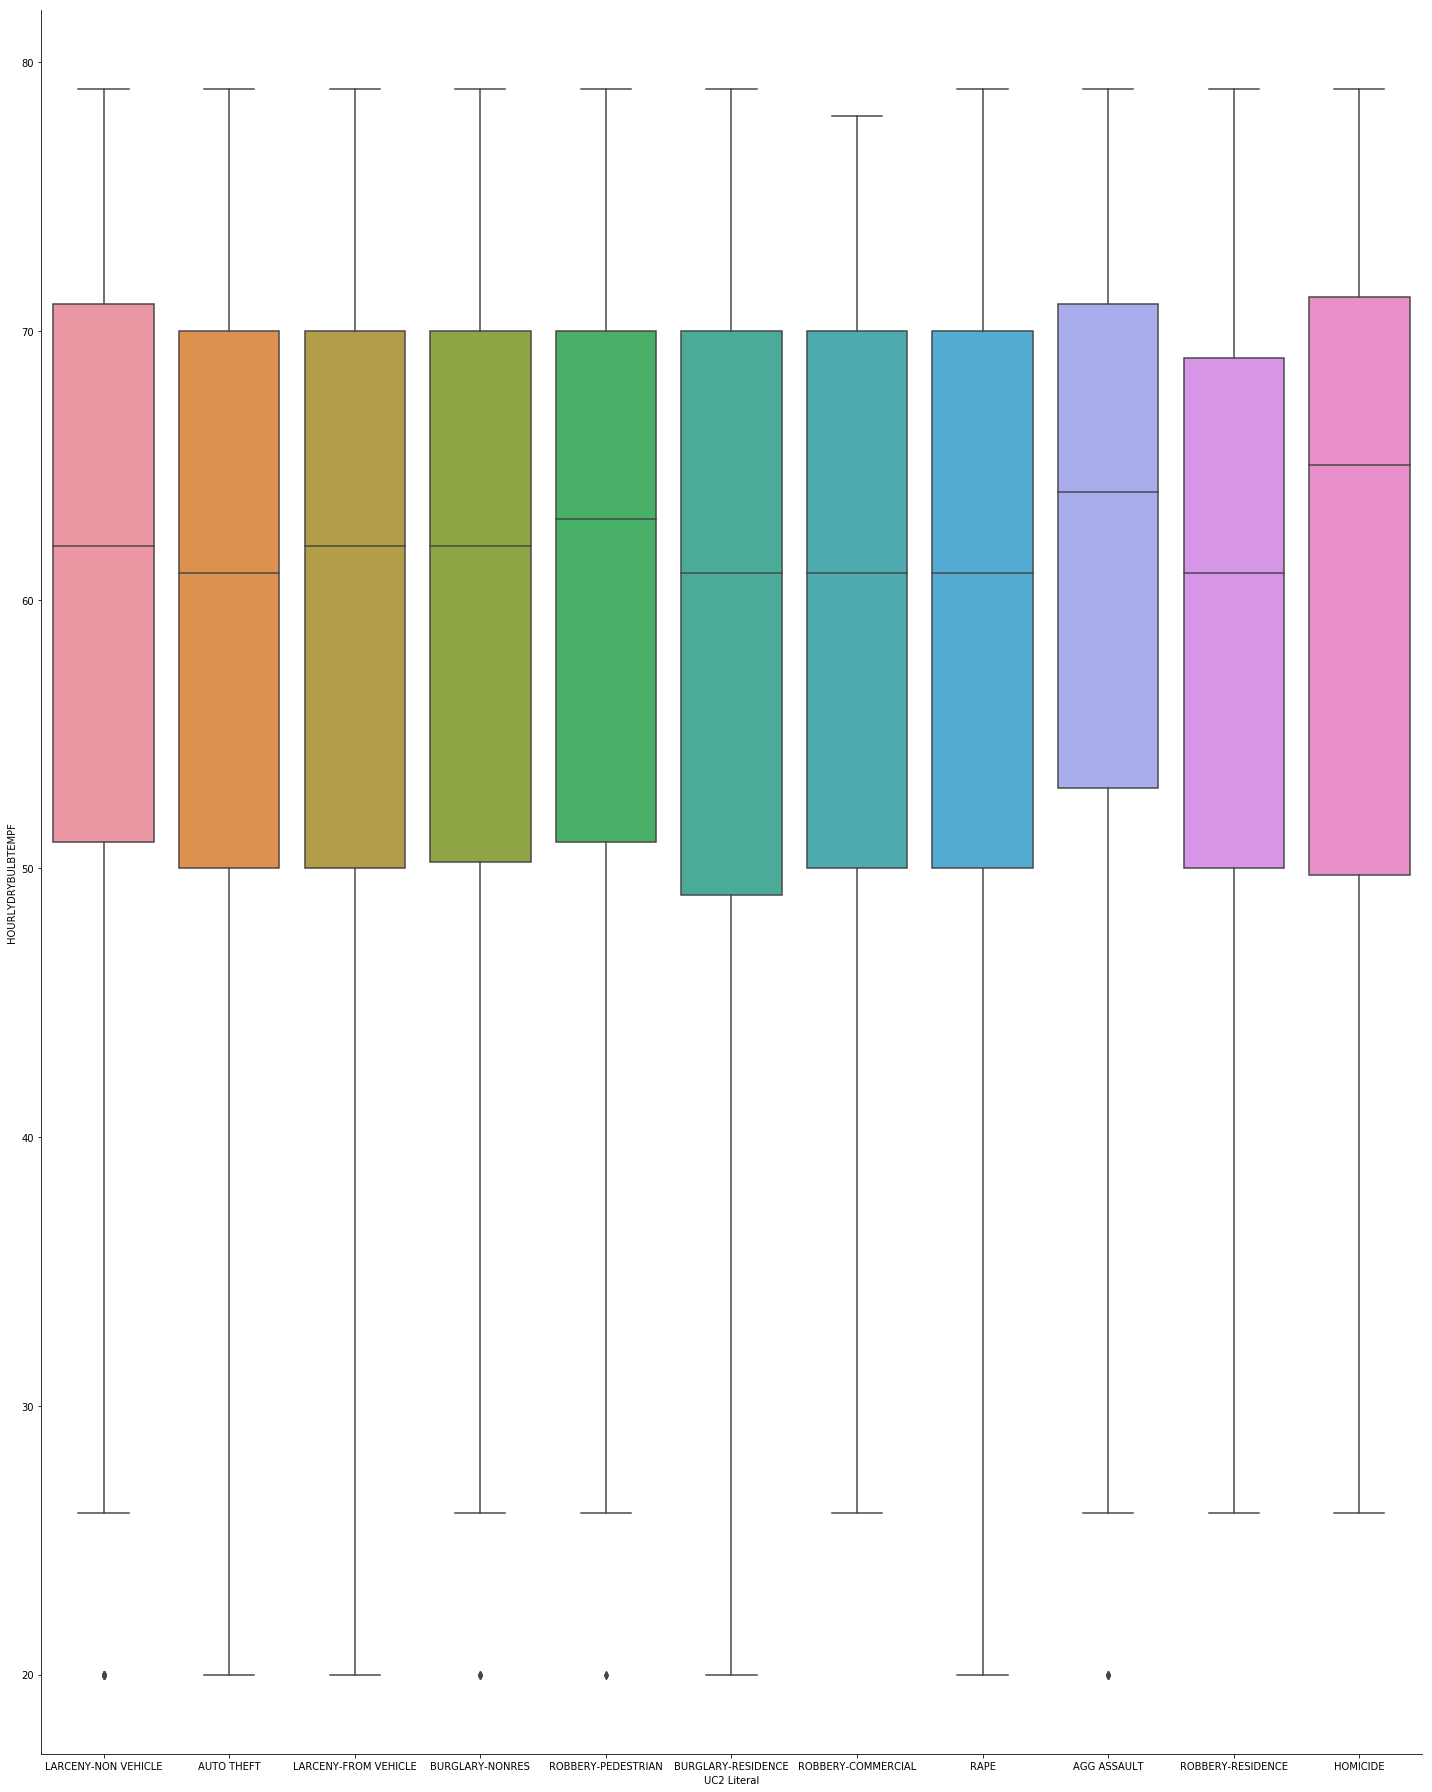 80
70
60
50
40
30
20
HOURLYDRYBULBTEMPF
LARCENY-NON VEHICLE AUTO THEFT LARCENY-FROM VEHICLE BURGLARY-NONRES ROBBERY-PEDESTRIAN BURGLARY-RESIDENCE ROBBERY-COMMERCIAL RAPE AGG ASSAULT ROBBERY-RESIDENCE HOMICIDE
UC2 Literal